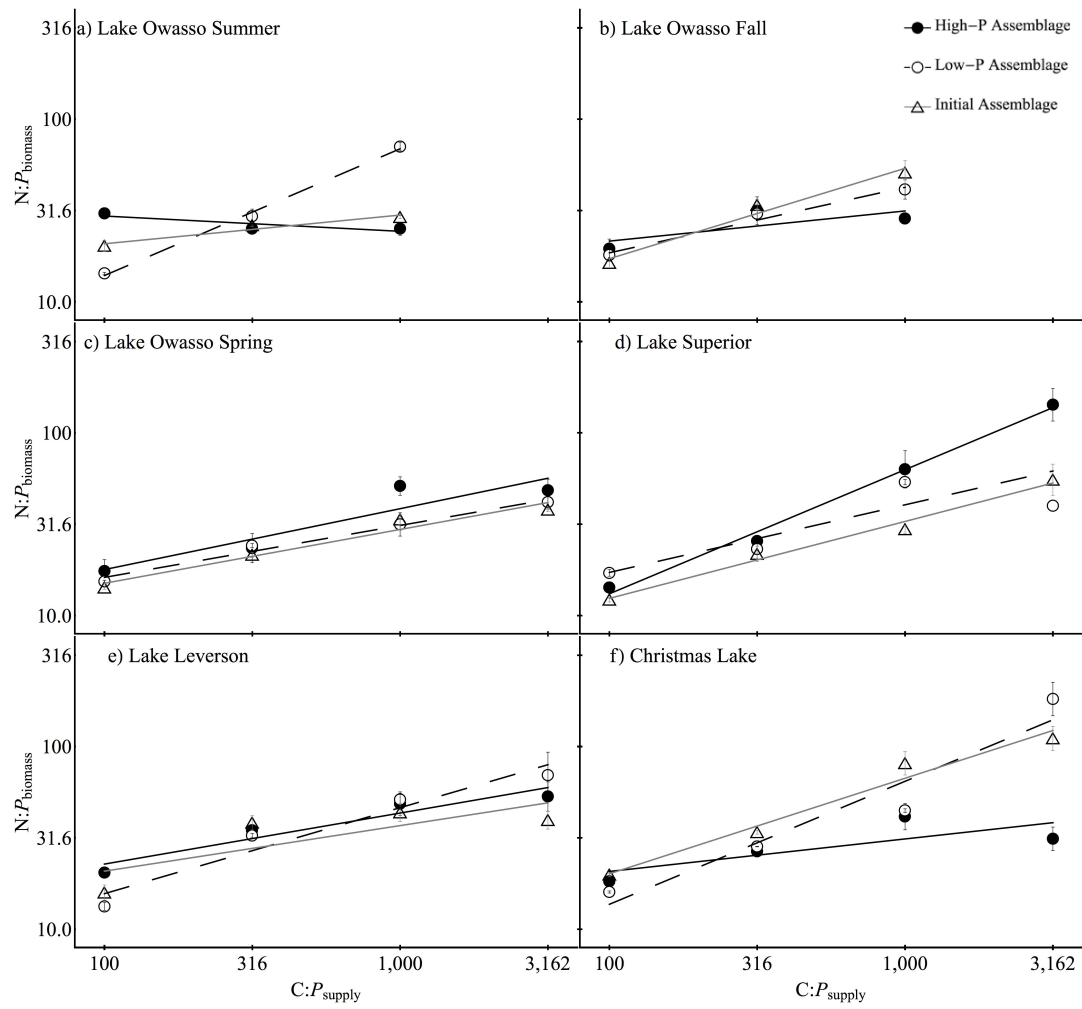 a) Lake Owasso Summer
b) Lake Owasso Fall
High−P Assemblage
Low−P Assemblage
Initial Assemblage
316
100
31.6
10.0
N:Pbiomass
c) Lake Owasso Spring
d) Lake Superior
316
100
31.6
10.0
N:Pbiomass
e) Lake Leverson
f) Christmas Lake
316
100
31.6
10.0
N:Pbiomass
100 316 1,000 3,162
100 316 1,000 3,162
C:Psupply
C:Psupply